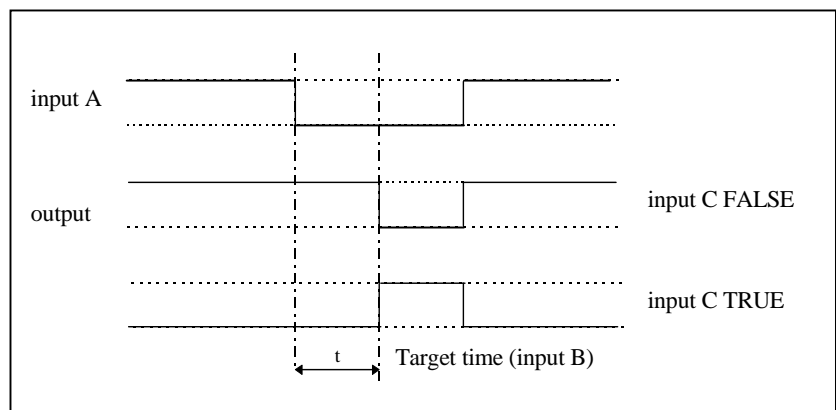 input A
input C FALSE
output
input C TRUE
t
Target time (input B)